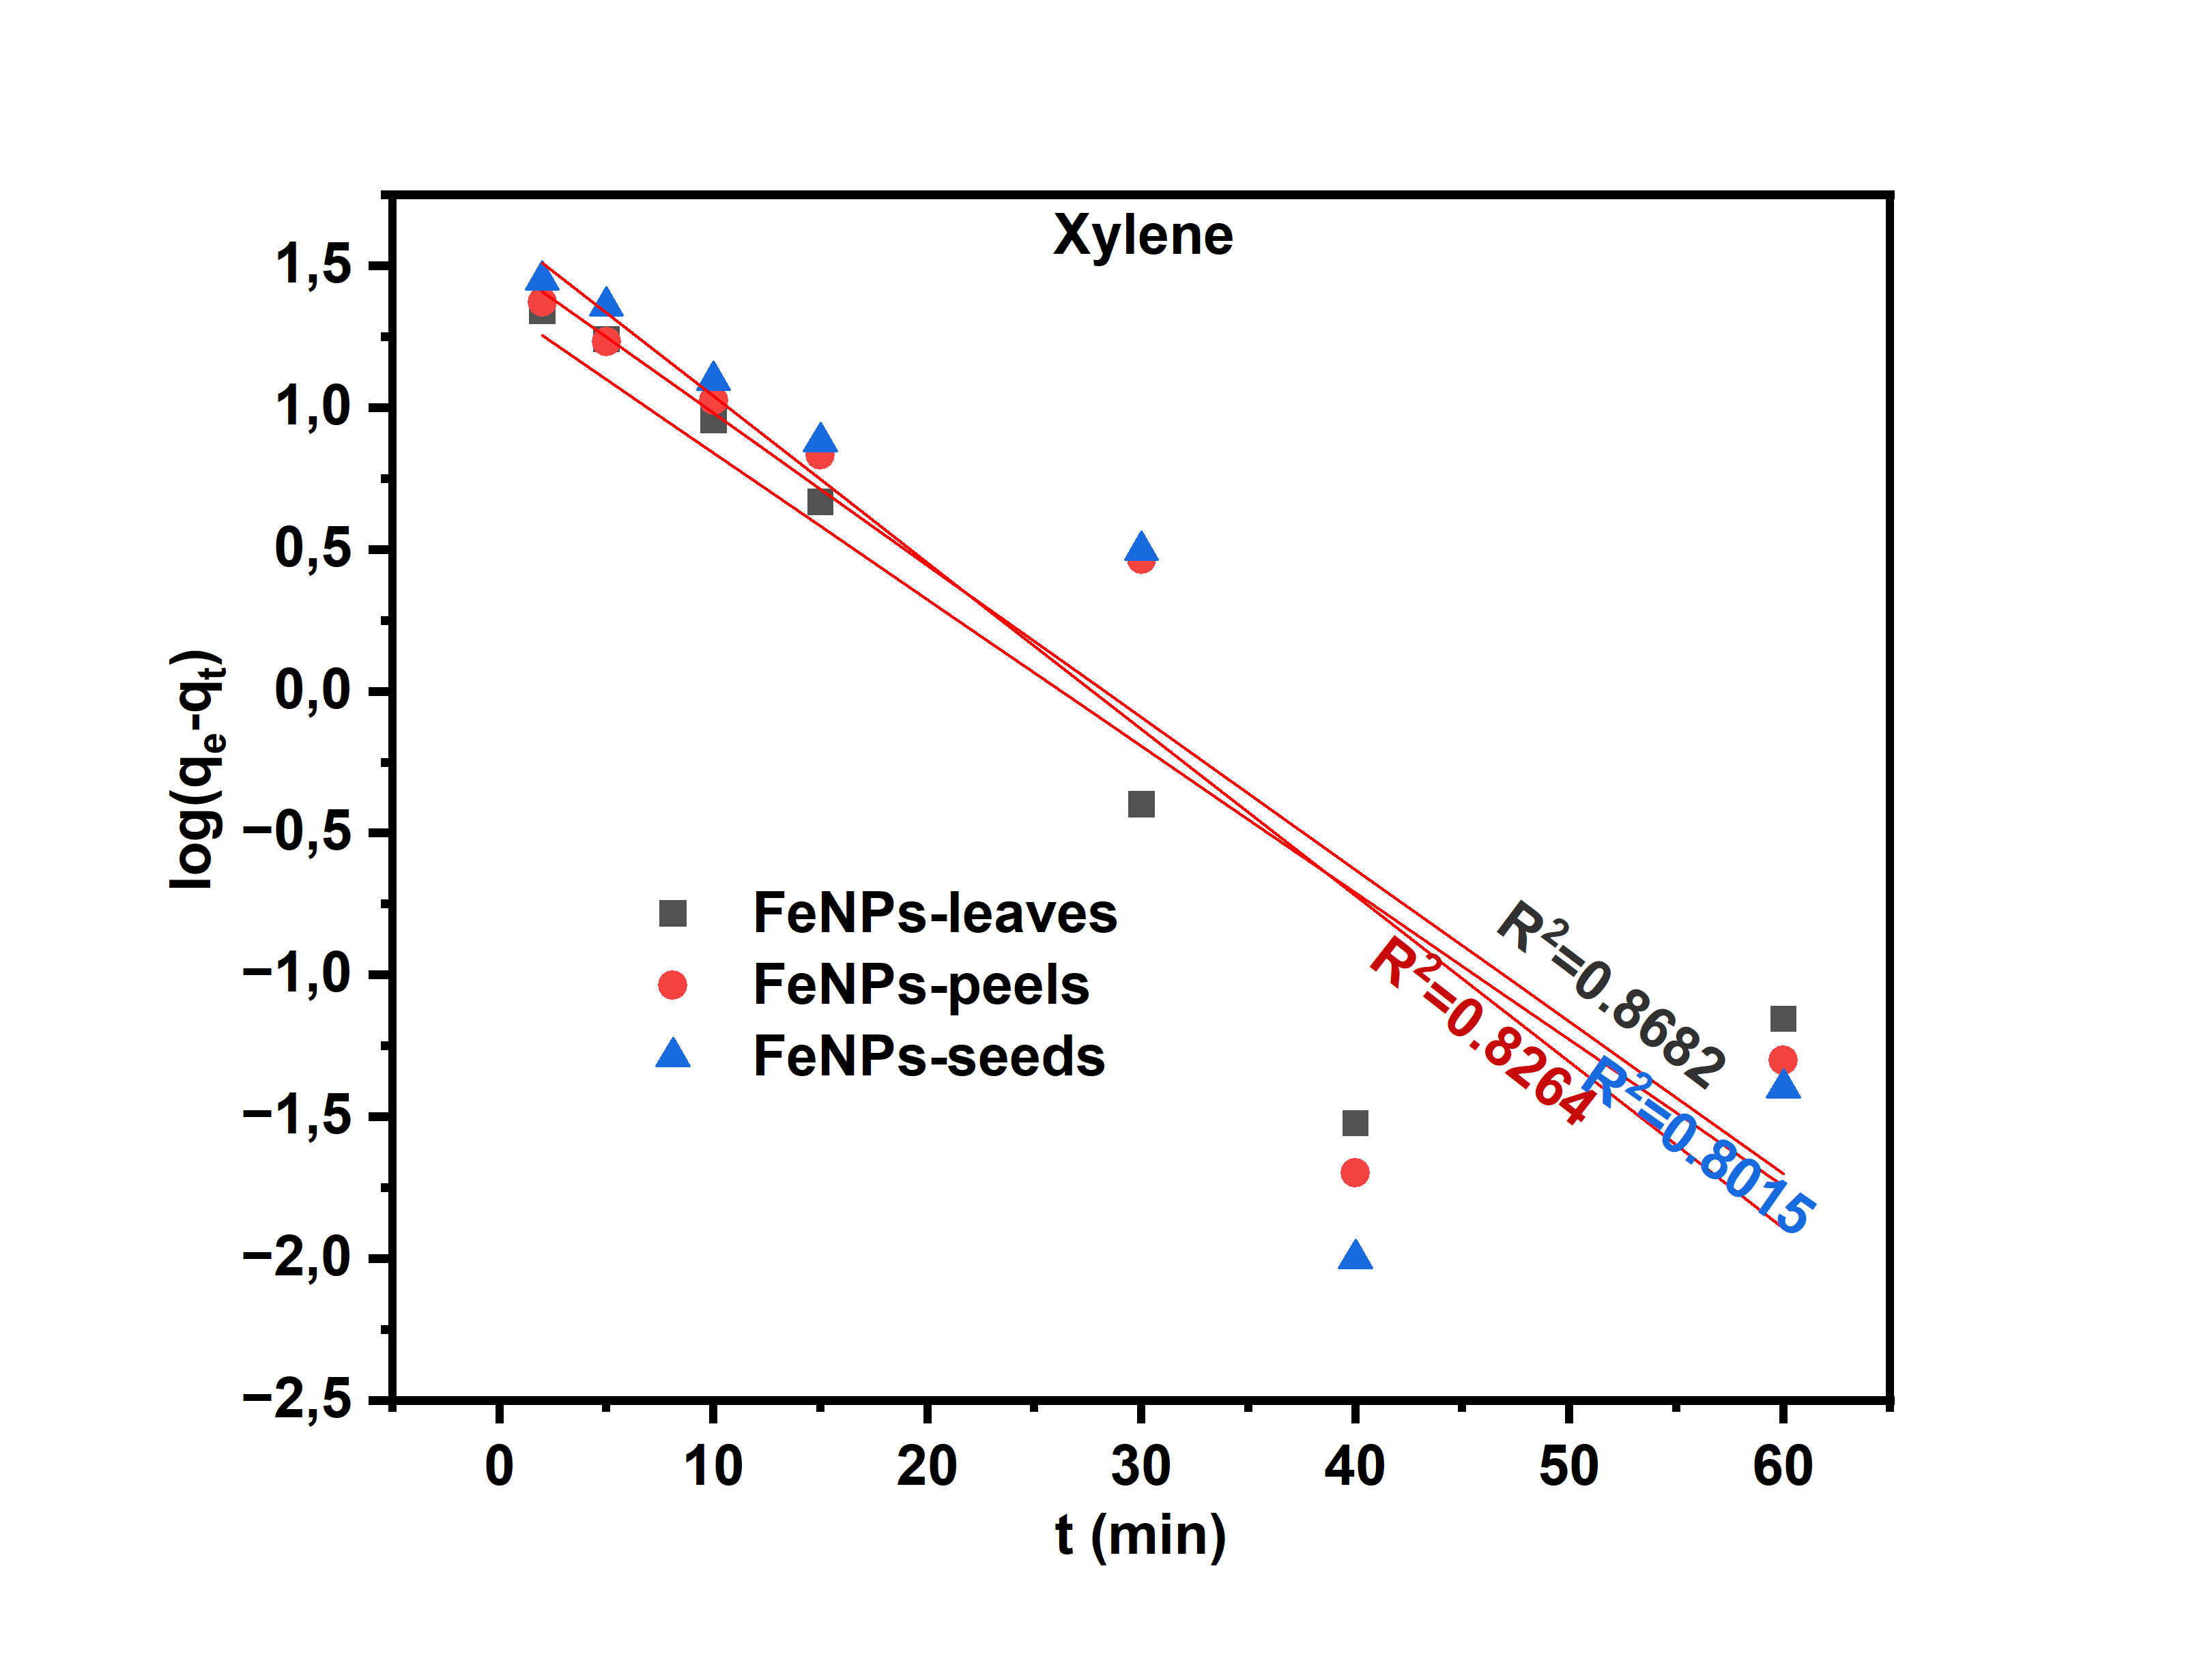 Xylene
1,5
1,0
0,5
0,0
−0,5
−1,0
−1,5
−2,0
−2,5
log(qe-qt)
FeNPs-leaves
FeNPs-peels
FeNPs-seeds
R2=0.8682
R2=0.8264
R2=0.8015
0 10 20 30 40 50 60
t (min)